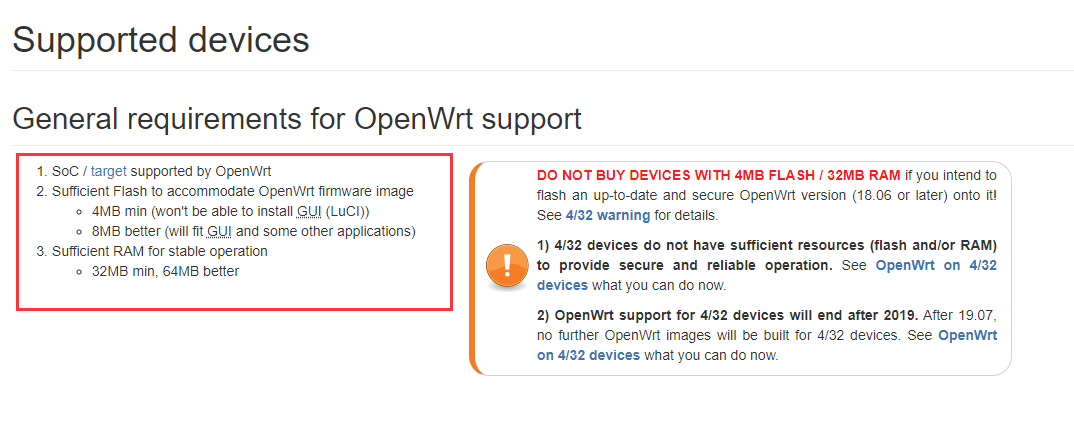 Supported devices
General requirements for OpenWrt support
1. SoC / target supported by OpenWrt
2. Sufficient Flash to accommodate OpenWrt firmware image
4MB min (won't be able to install GUI (LuCI))
8MB better (will fit GUI and some other applications)
3. Sufficient RAM for stable operation
32MB min, 64MB better
DO NOT BUY DEVICES WITH 4MB FLASH / 32MB RAM if you intend to
flash an up-to-date and secure OpenWrt version (18.06 or later) onto it!
See 4/32 warning for details.
1) 4/32 devices do not have sufficient resources (flash and/or RAM)
to provide secure and reliable operation. See OpenWrt on 4/32
devices what you can do now.
2) OpenWrt support for 4/32 devices will end after 2019. After 19.07,
no further OpenWrt images will be built for 4/32 devices. See OpenWrt
on 4/32 devices what you can do now.